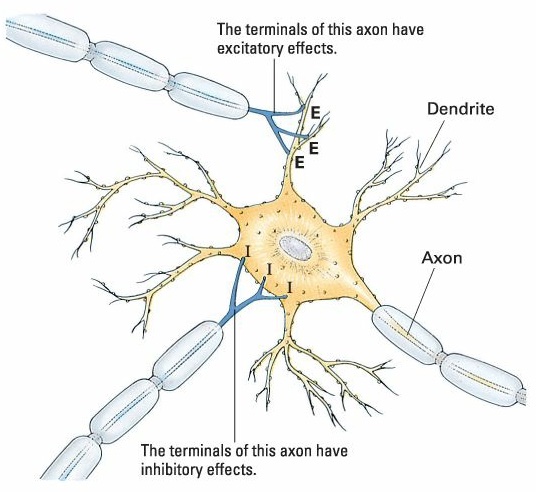 The terminals of this axon have
excitatory effects.
E
Dendrite
E
E
I
Axon
I
I
The terminals of this axon have
inhibitory effects.